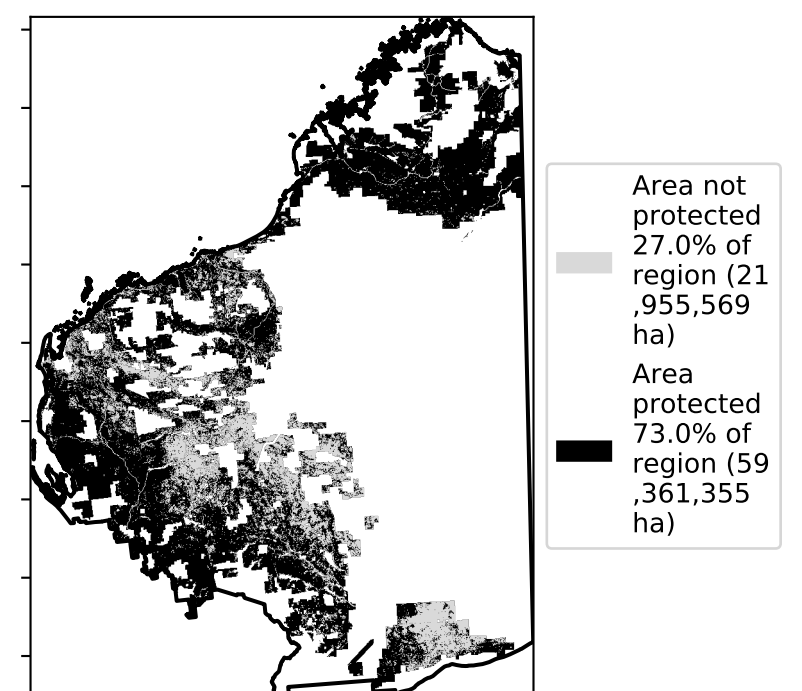 Area not
protected
27.0% of
region (21
,955,569
ha)
Area
protected
73.0% of
region (59
,361,355
ha)